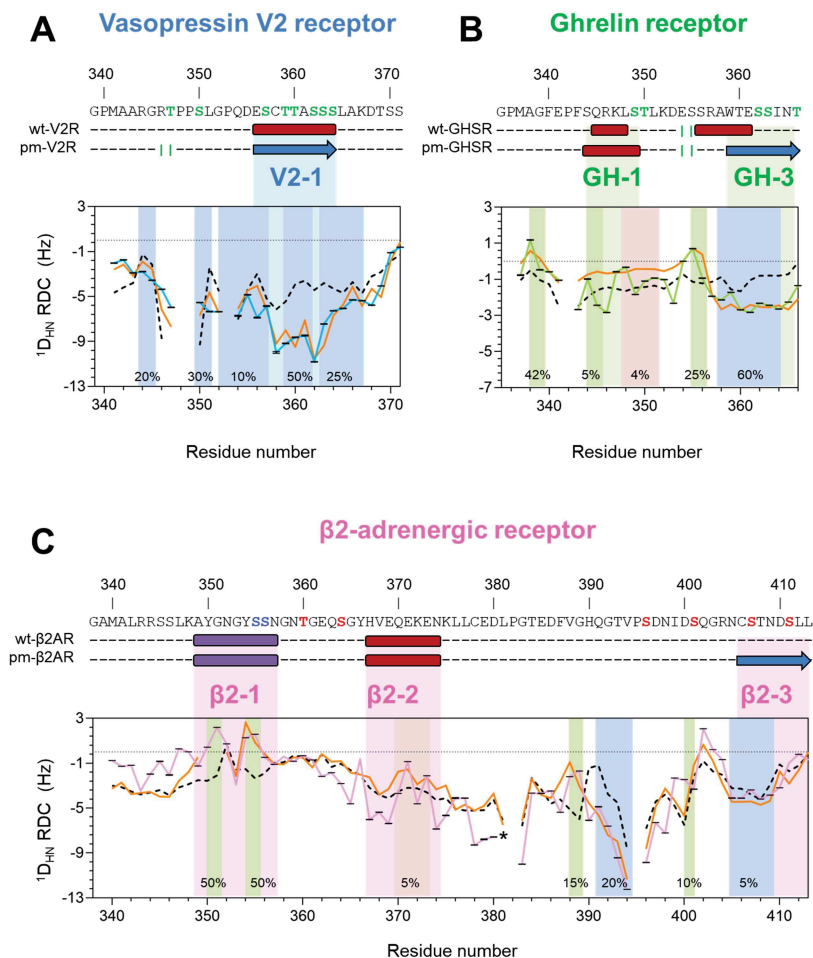 A
Vasopressin V2 receptor
340 350 360 370
GPMAARGRTPPSLGPQDESCTTASSSLAKDTSS
wt-V2R
pm-V2R
V2-1
3
-1
-5
-9
-13
¹D_HN RDC (Hz)
20% 30% 10% 50% 25%
340 350 360 370
Residue number
B
Ghrelin receptor
340 350 360
GPMAGFEPFSQRKLSTLKDESSRAWTESSINT
wt-GHSR
pm-GHSR
GH-1 GH-3
3
1
-1
-3
-5
-7
¹D_HN RDC (Hz)
42% 5% 4% 25% 60%
340 350 360
Residue number
C
β2-adrenergic receptor
340 350 360 370 380 390 400 410
GAMALRRSSLKAYGNGYSSNGNTGEQSGYHVEQEKENKLLCEDLPGTEDFVGHQGTVPSDNIDSQGRNCSTNDSLL
wt-β2AR
pm-β2AR
β2-1 β2-2 β2-3
3
-1
-5
-9
-13
¹D_HN RDC (Hz)
*
50% 50% 5% 15% 20% 10% 5%
340 350 360 370 380 390 400 410
Residue number